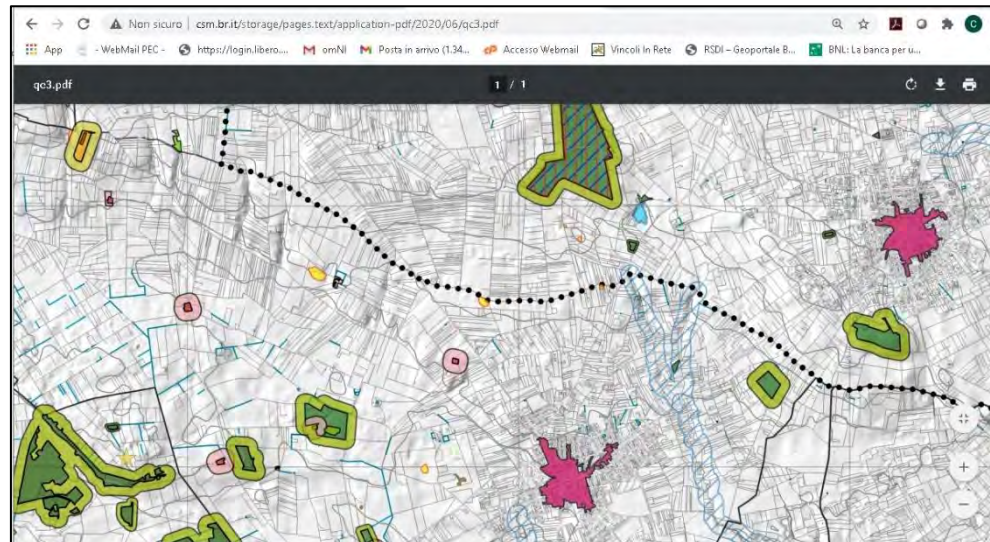 Non sicuro | csm.br.it/storage/pages.text/application-pdf/2020/06/qc3.pdf
C
App - WebMail PEC - https://login.libero.... omNI Posta in arrivo (1.34... Accesso Webmail Vincoli In Rete RSDI – Geoportale B... BNL: La banca per u...
qc3.pdf 1 / 1